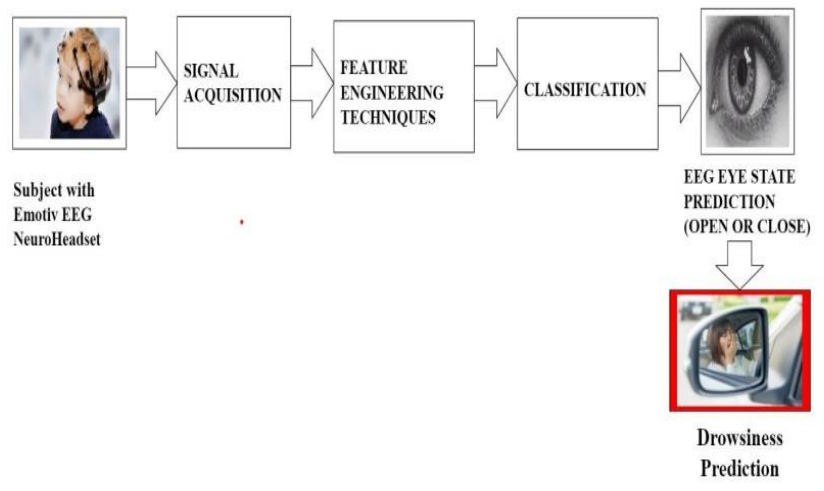 SIGNAL
ACQUISITION
FEATURE
ENGINEERING
TECHNIQUES
CLASSIFICATION
Subject with
Emotiv EEG
NeuroHeadset
EEG EYE STATE
PREDICTION
(OPEN OR CLOSE)
Drowsiness
Prediction